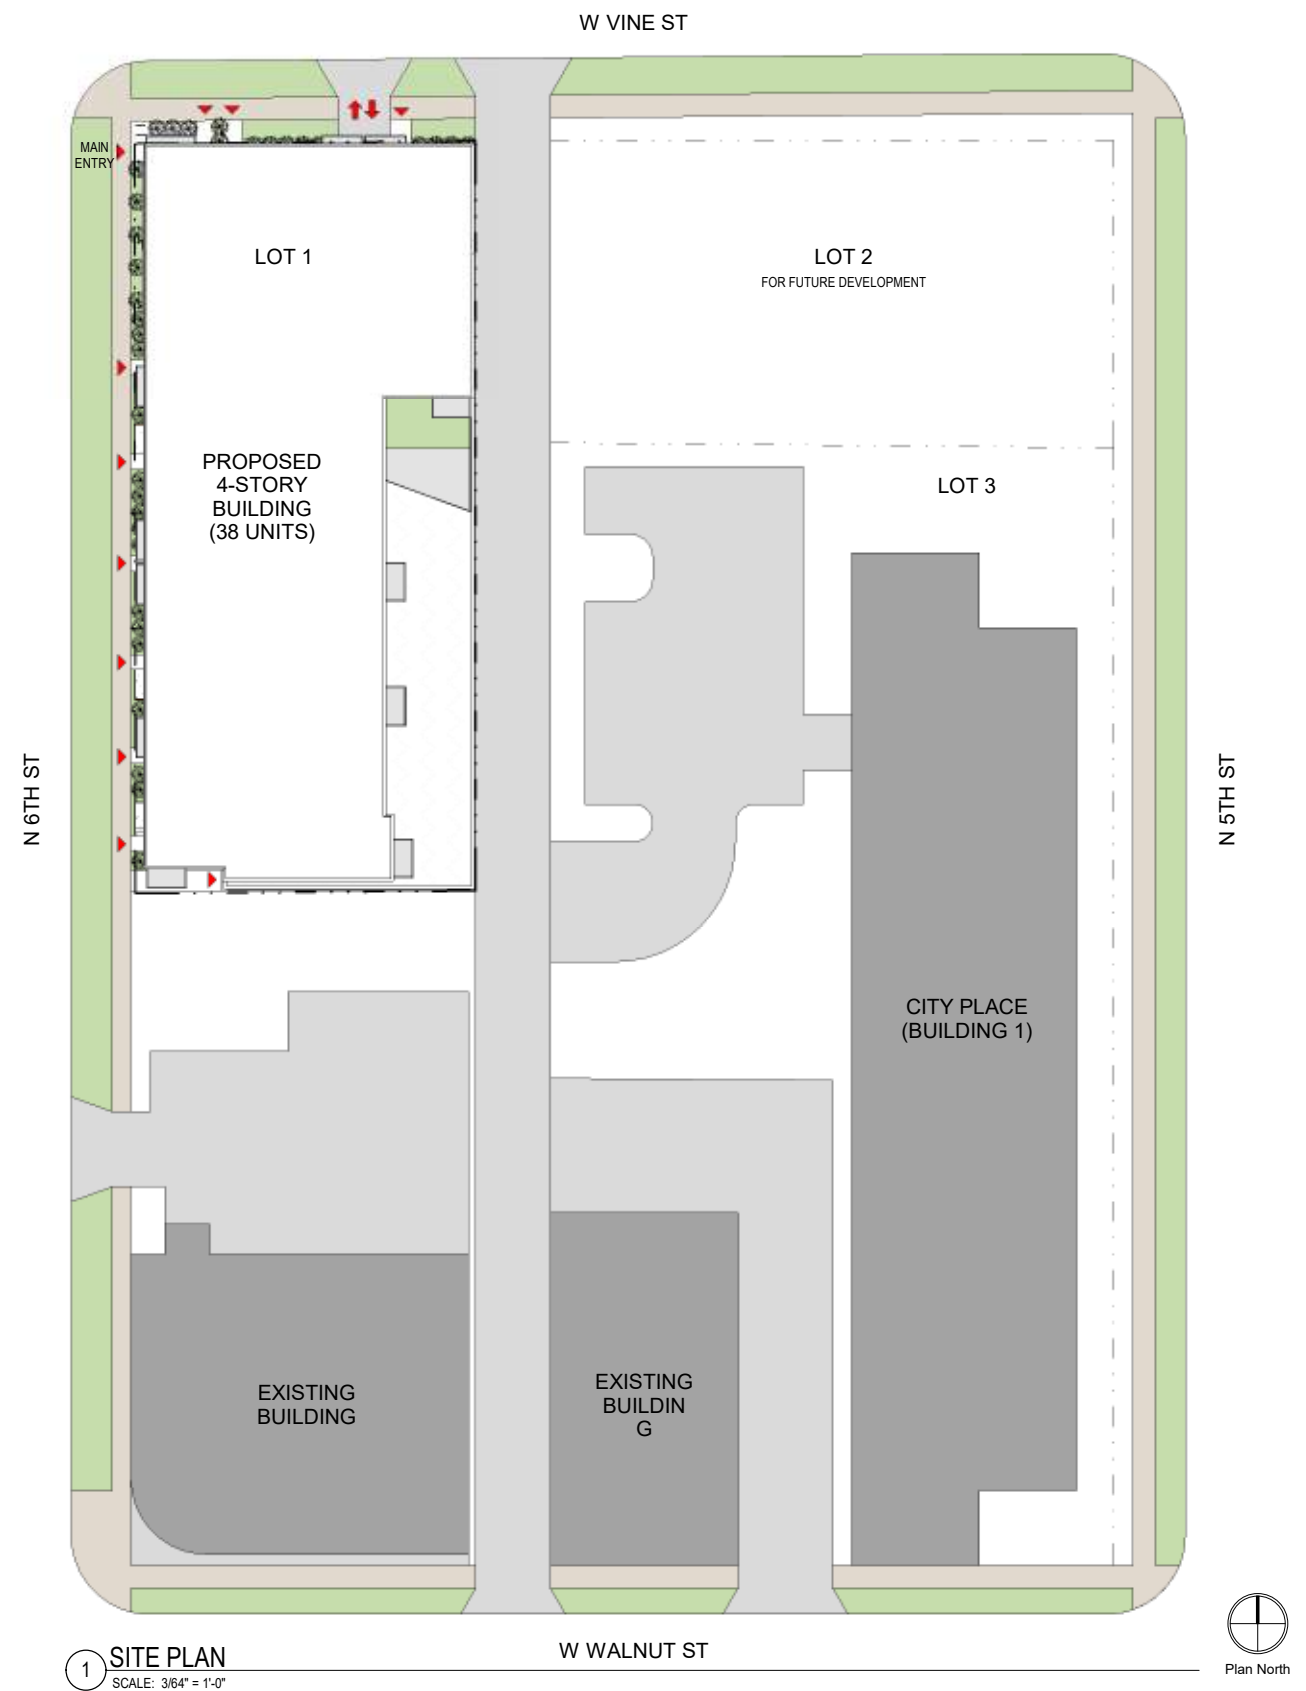 W VINE ST
MAIN
ENTRY
LOT 1
LOT 2
FOR FUTURE DEVELOPMENT
PROPOSED
4-STORY
BUILDING
(38 UNITS)
LOT 3
N 6TH ST
N 5TH ST
CITY PLACE
(BUILDING 1)
EXISTING
BUILDING
EXISTING
BUILDIN
G
W WALNUT ST
1
SITE PLAN
SCALE: 3/64" = 1'-0"
Plan North